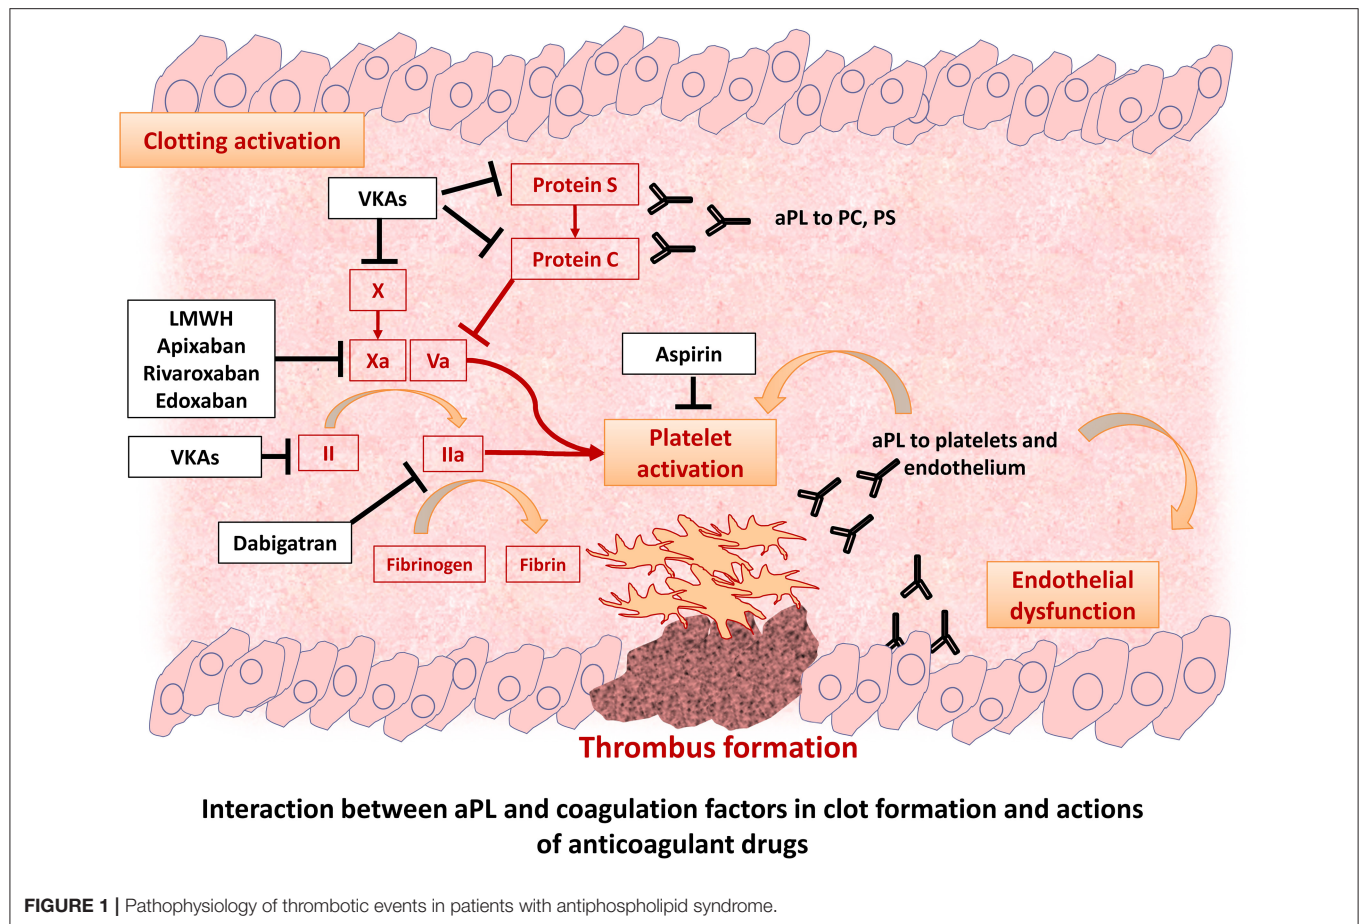 Clotting activation
VKAs
Protein S
aPL to PC, PS
Protein C
X
LMWH
Apixaban
Rivaroxaban
Edoxaban
Xa
Va
Aspirin
VKAs
II
IIa
Platelet
activation
aPL to platelets and
endothelium
Dabigatran
Fibrinogen
Fibrin
Endothelial
dysfunction
Thrombus formation
Interaction between aPL and coagulation factors in clot formation and actions
of anticoagulant drugs
FIGURE 1 | Pathophysiology of thrombotic events in patients with antiphospholipid syndrome.